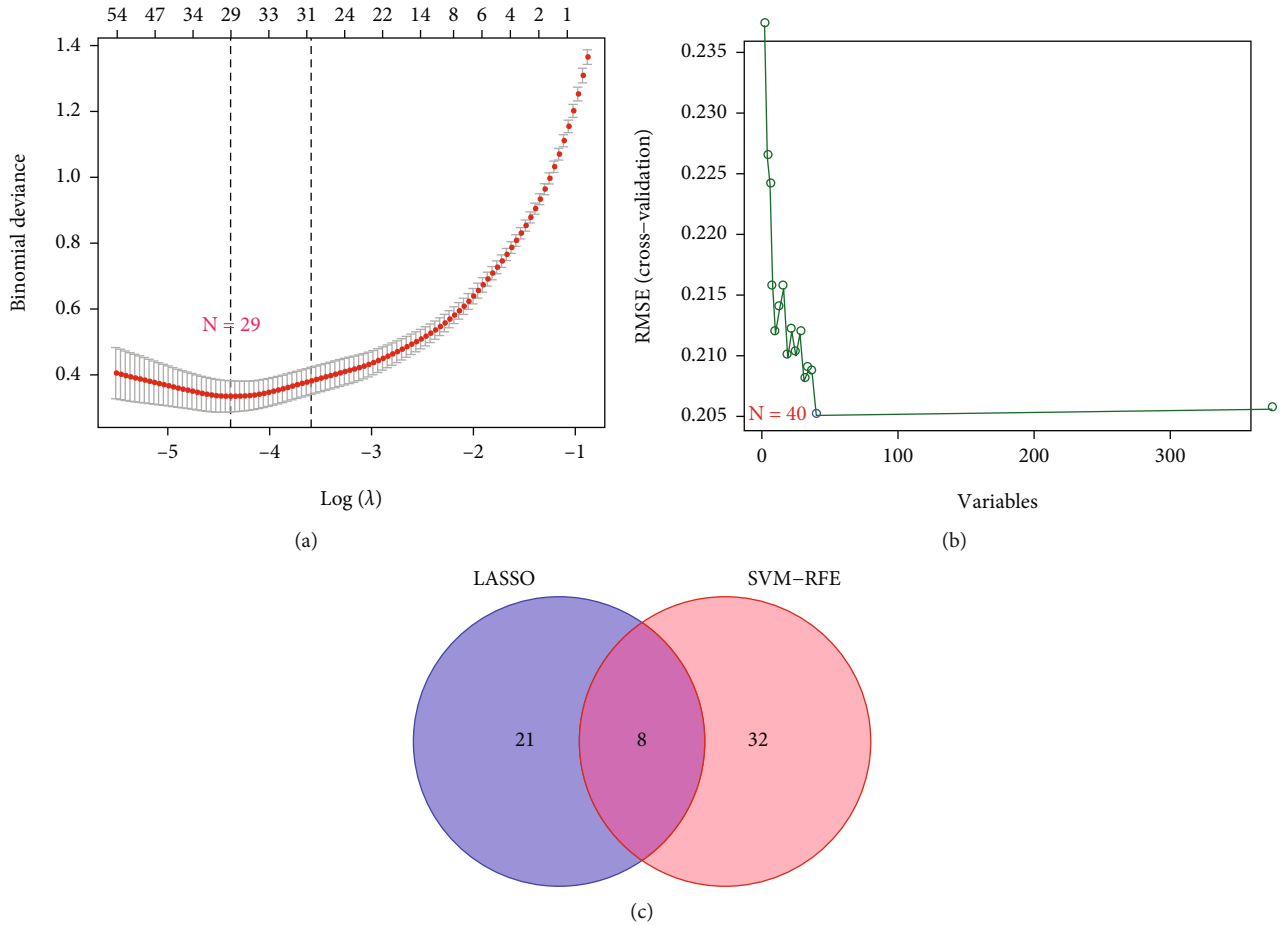 54 47 34 29 33 31 24 22 14 8 6 4 2 1
1.4
1.2
1.0
0.8
0.6
0.4
Binomial deviance
N = 29
−5 −4 −3 −2 −1
Log (λ)
(a)
0.235
0.230
0.225
0.220
0.215
0.210
0.205
RMSE (cross−validation)
N = 40
0 100 200 300
Variables
(b)
LASSO SVM−RFE
21 8 32
(c)